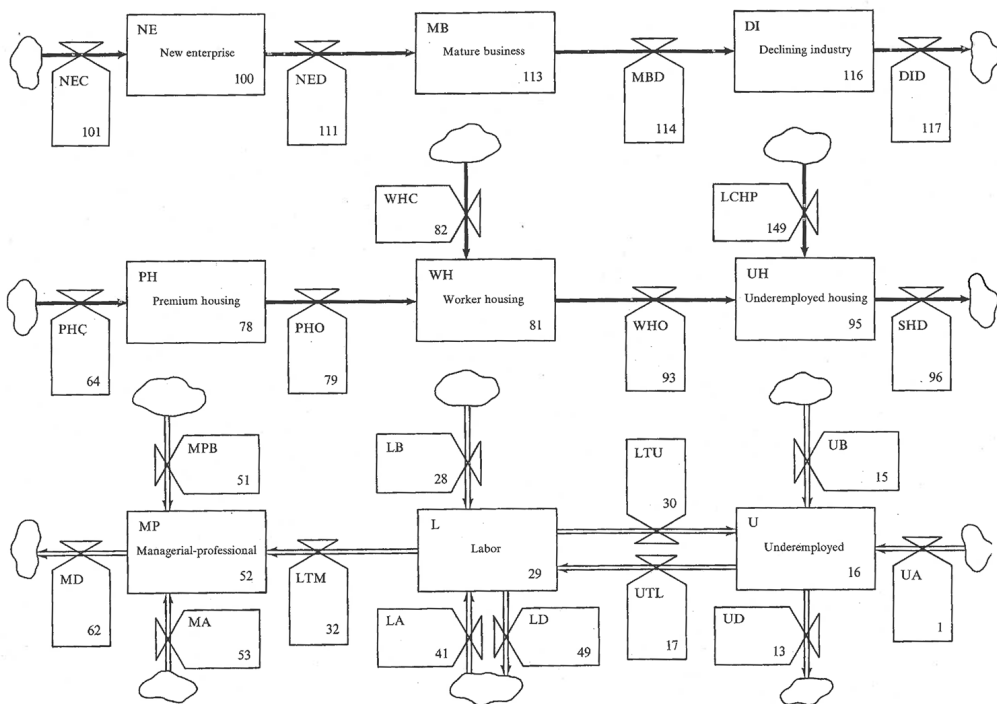 NE
New enterprise
100
MB
Mature business
113
DI
Declining industry
116
NEC
101
NED
111
MBD
114
DID
117
WHC
82
LCHP
149
PH
Premium housing
78
WH
Worker housing
81
UH
Underemployed housing
95
PHC
64
PHO
79
WHO
93
SHD
96
MPB
51
LB
28
LTU
30
UB
15
MP
Managerial-professional
52
L
Labor
29
U
Underemployed
16
MD
62
LTM
32
UTL
17
UA
1
MA
53
LA
41
LD
49
UD
13